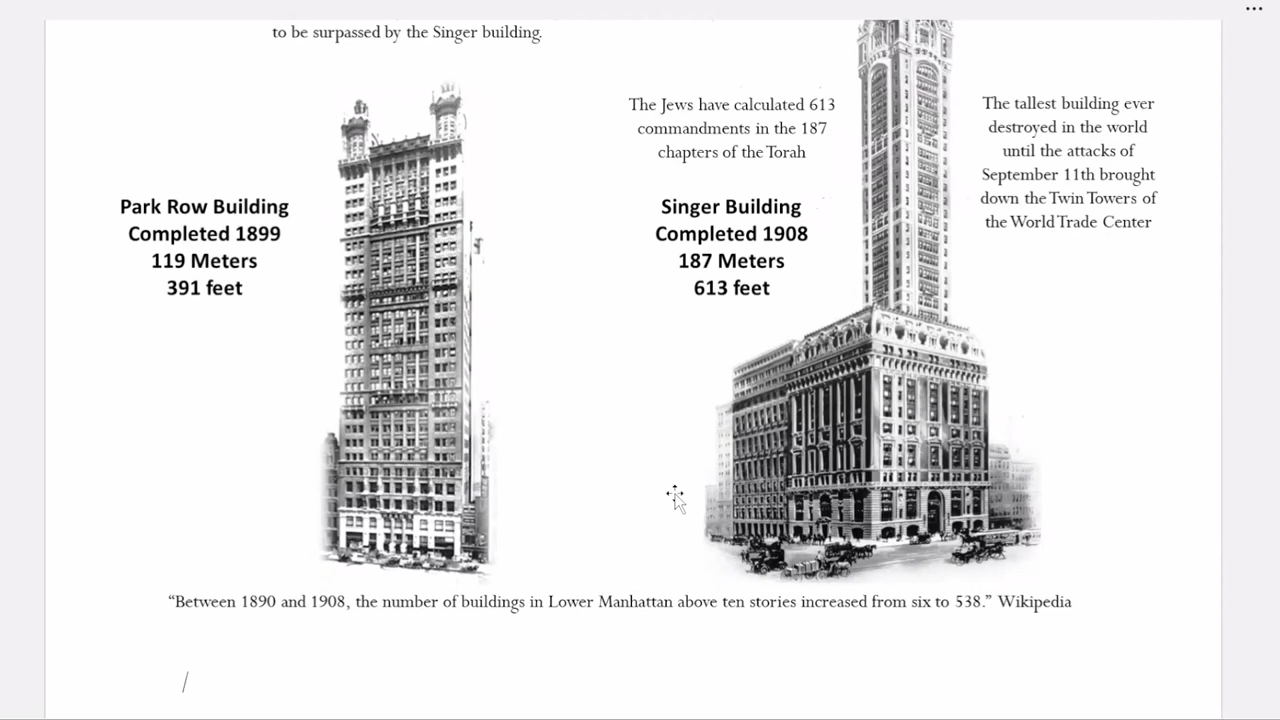 to be surpassed by the Singer building.
Park Row Building
Completed 1899
119 Meters
391 feet
The Jews have calculated 613
commandments in the 187
chapters of the Torah
Singer Building
Completed 1908
187 Meters
613 feet
The tallest building ever
destroyed in the world
until the attacks of
September 11th brought
down the Twin Towers of
the World Trade Center
“Between 1890 and 1908, the number of buildings in Lower Manhattan above ten stories increased from six to 538.” Wikipedia